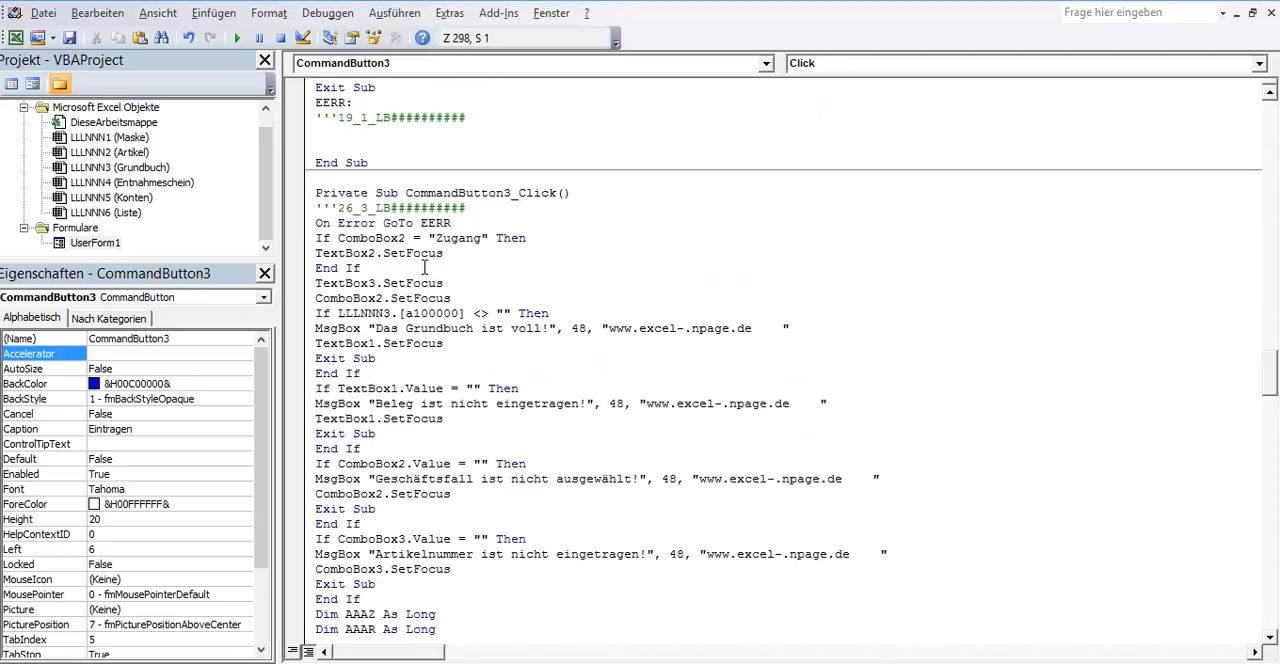 Datei Bearbeiten Ansicht Einfügen Format Debuggen Ausführen Extras Add-Ins Fenster ? Frage hier eingeben
Z 298, S 1
Projekt - VBAProject
Microsoft Excel Objekte
DieseArbeitsmappe
LLLNNN1 (Maske)
LLLNNN2 (Artikel)
LLLNNN3 (Grundbuch)
LLLNNN4 (Entnahmeschein)
LLLNNN5 (Konten)
LLLNNN6 (Liste)
Formulare
UserForm1
Eigenschaften - CommandButton3
CommandButton3 CommandButton
Alphabetisch Nach Kategorien
(Name) CommandButton3
Accelerator
AutoSize False
BackColor &H00C00000&
BackStyle 1 - fmBackStyleOpaque
Cancel False
Caption Eintragen
ControlTipText
Default False
Enabled True
Font Tahoma
ForeColor &H00FFFFFF&
Height 20
HelpContextID 0
Left 6
Locked False
MouseIcon (Keine)
MousePointer 0 - fmMousePointerDefault
Picture (Keine)
PicturePosition 7 - fmPicturePositionAboveCenter
TabIndex 5
TabStop True
CommandButton3 Click
Exit Sub
EERR:
'''19_1_LB##########
End Sub
Private Sub CommandButton3_Click()
'''26_3_LB##########
On Error GoTo EERR
If ComboBox2 = "Zugang" Then
TextBox2.SetFocus
End If
TextBox3.SetFocus
ComboBox2.SetFocus
If LLLNNN3.[a100000] <> "" Then
MsgBox "Das Grundbuch ist voll!", 48, "www.excel-.npage.de    "
TextBox1.SetFocus
Exit Sub
End If
If TextBox1.Value = "" Then
MsgBox "Beleg ist nicht eingetragen!", 48, "www.excel-.npage.de    "
TextBox1.SetFocus
Exit Sub
End If
If ComboBox2.Value = "" Then
MsgBox "Geschäftsfall ist nicht ausgewählt!", 48, "www.excel-.npage.de    "
ComboBox2.SetFocus
Exit Sub
End If
If ComboBox3.Value = "" Then
MsgBox "Artikelnummer ist nicht eingetragen!", 48, "www.excel-.npage.de    "
ComboBox3.SetFocus
Exit Sub
End If
Dim AAAZ As Long
Dim AAAR As Long